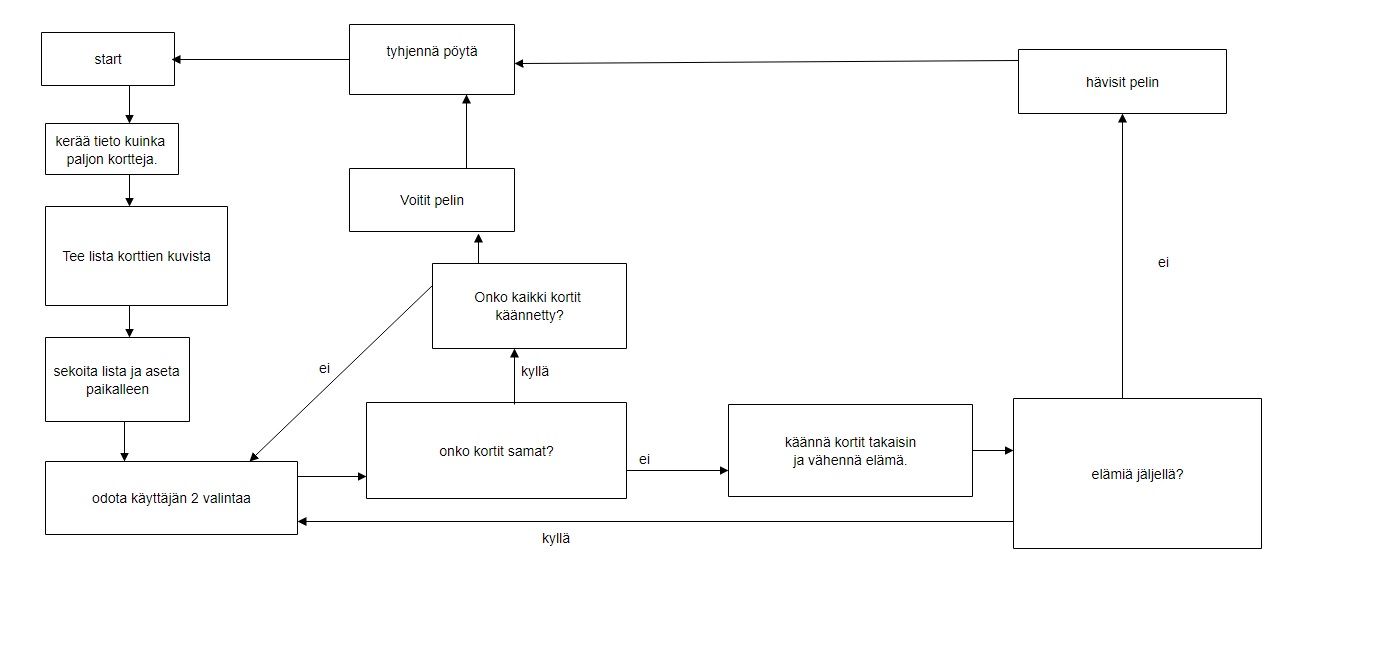 start
tyhjennä pöytä
hävisit pelin
kerää tieto kuinka
paljon kortteja.
Voitit pelin
Tee lista korttien kuvista
ei
Onko kaikki kortit
käännetty?
sekoita lista ja aseta
paikalleen
ei
kyllä
onko kortit samat?
ei
käännä kortit takaisin
ja vähennä elämä.
elämiä jäljellä?
odota käyttäjän 2 valintaa
kyllä